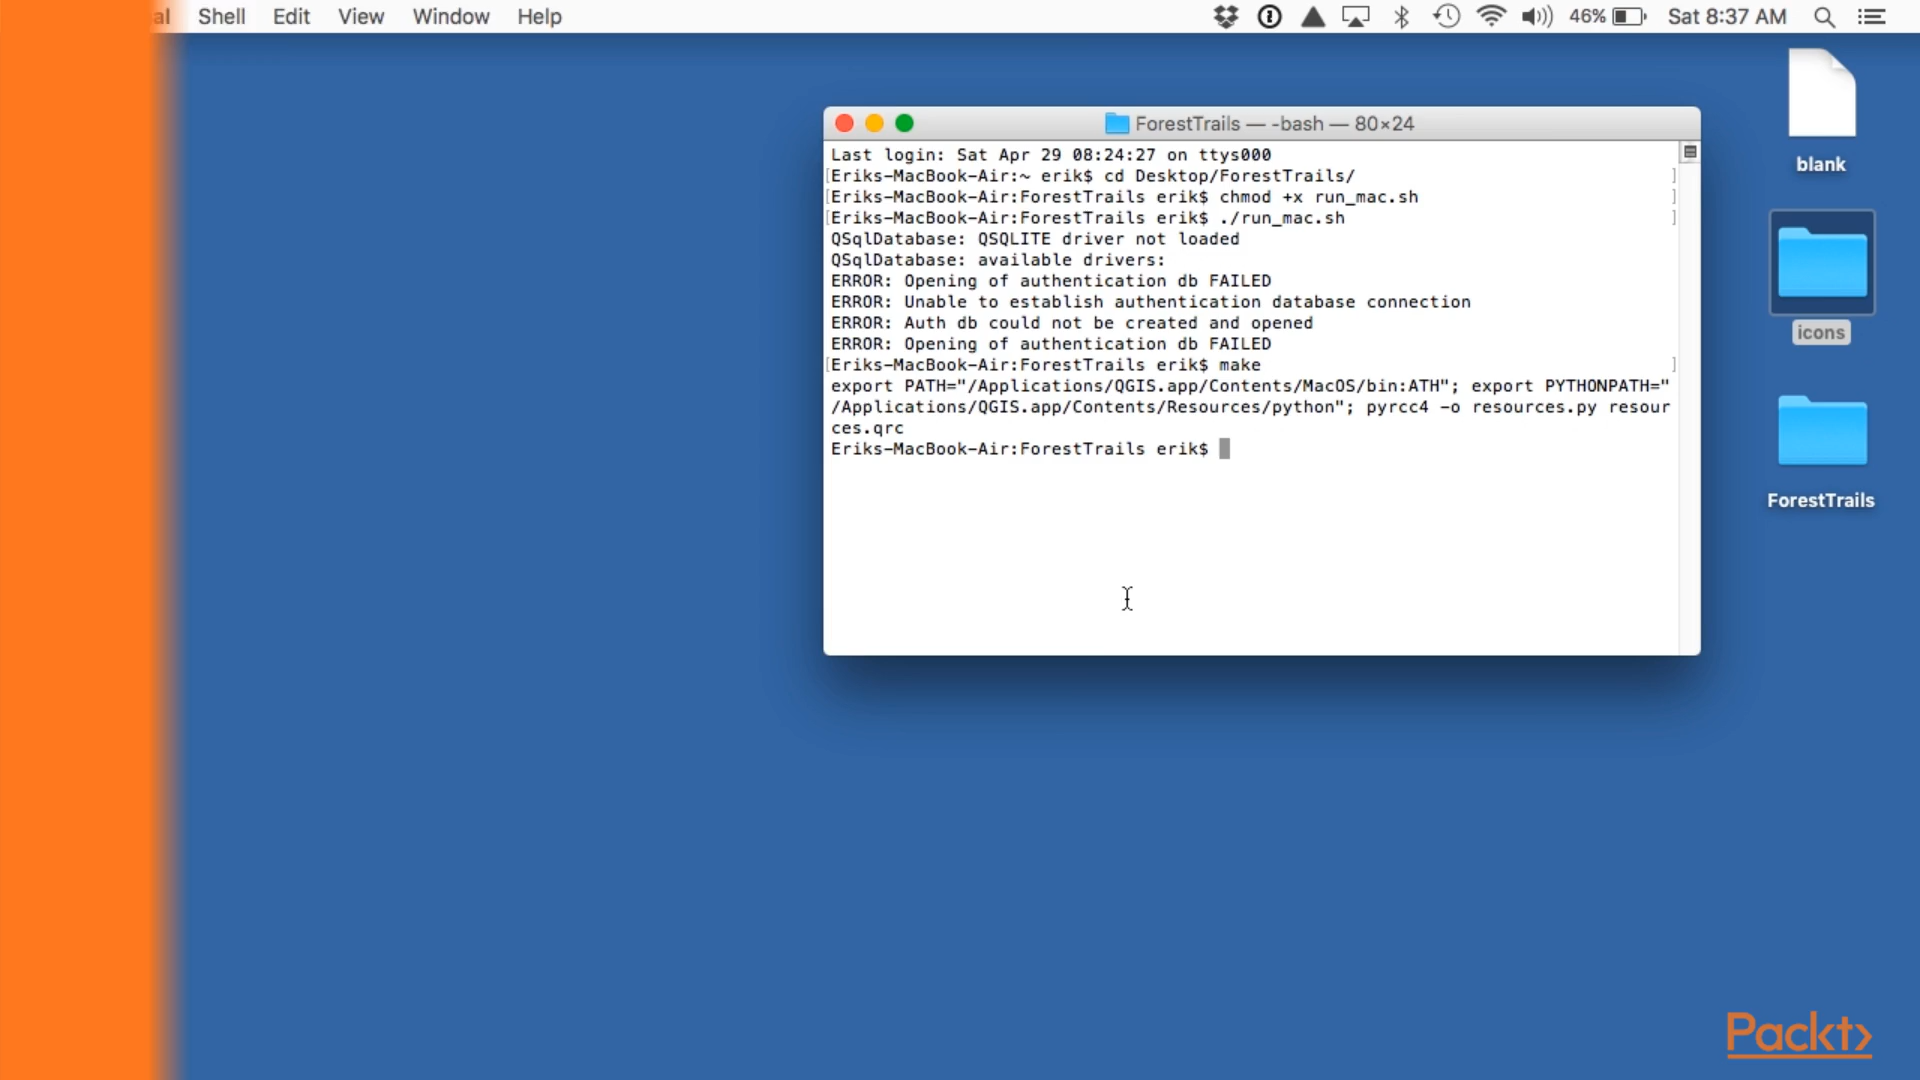 Shell Edit View Window Help 46% Sat 8:37 AM
ForestTrails — -bash — 80×24
Last login: Sat Apr 29 08:24:27 on ttys000
[Eriks-MacBook-Air:~ erik$ cd Desktop/ForestTrails/ ]
[Eriks-MacBook-Air:ForestTrails erik$ chmod +x run_mac.sh ]
[Eriks-MacBook-Air:ForestTrails erik$ ./run_mac.sh ]
QSqlDatabase: QSQLITE driver not loaded
QSqlDatabase: available drivers:
ERROR: Opening of authentication db FAILED
ERROR: Unable to establish authentication database connection
ERROR: Auth db could not be created and opened
ERROR: Opening of authentication db FAILED
[Eriks-MacBook-Air:ForestTrails erik$ make ]
export PATH="/Applications/QGIS.app/Contents/MacOS/bin:ATH"; export PYTHONPATH="
/Applications/QGIS.app/Contents/Resources/python"; pyrcc4 -o resources.py resour
ces.qrc
Eriks-MacBook-Air:ForestTrails erik$
blank
icons
ForestTrails
Packt>